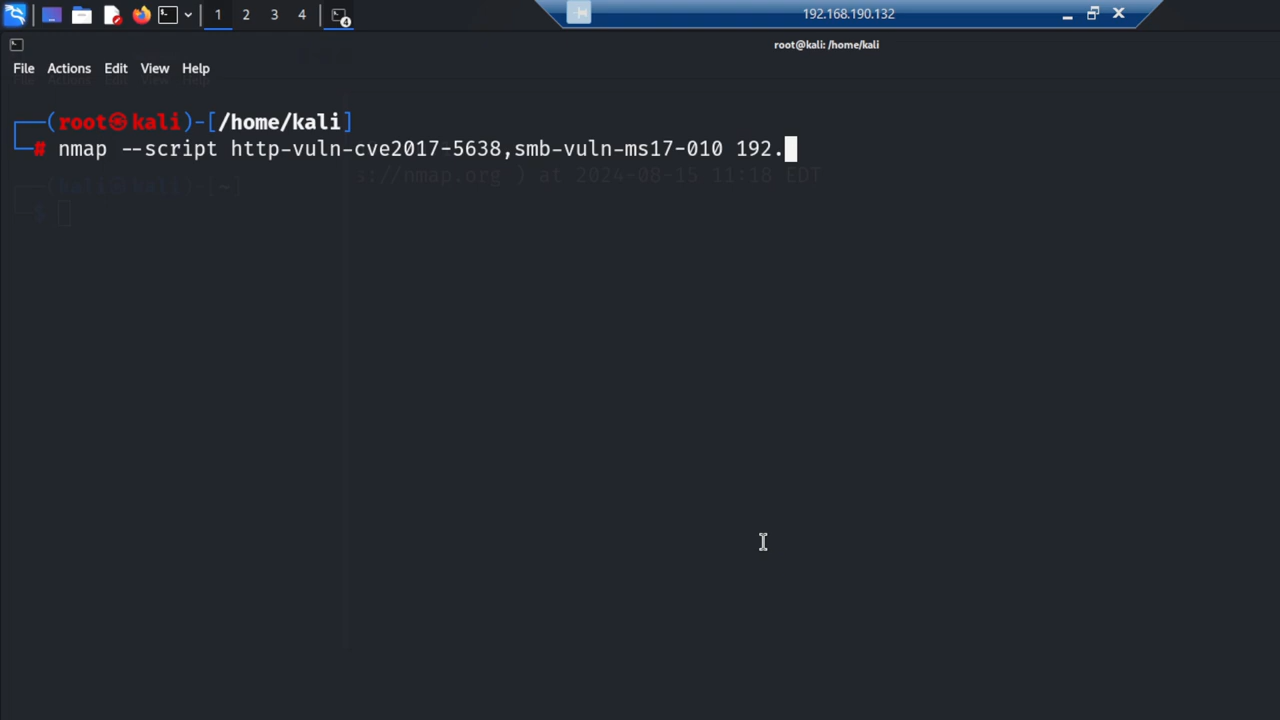 1 2 3 4 4 192.168.190.132
root@kali: /home/kali
File Actions Edit View Help
┌──(root㉿kali)-[/home/kali]
└─# nmap --script http-vuln-cve2017-5638,smb-vuln-ms17-010 192.
s://nmap.org ) at 2024-08-15 11:18 EDT
┌──(kali㉿kali)-[~]
└─$